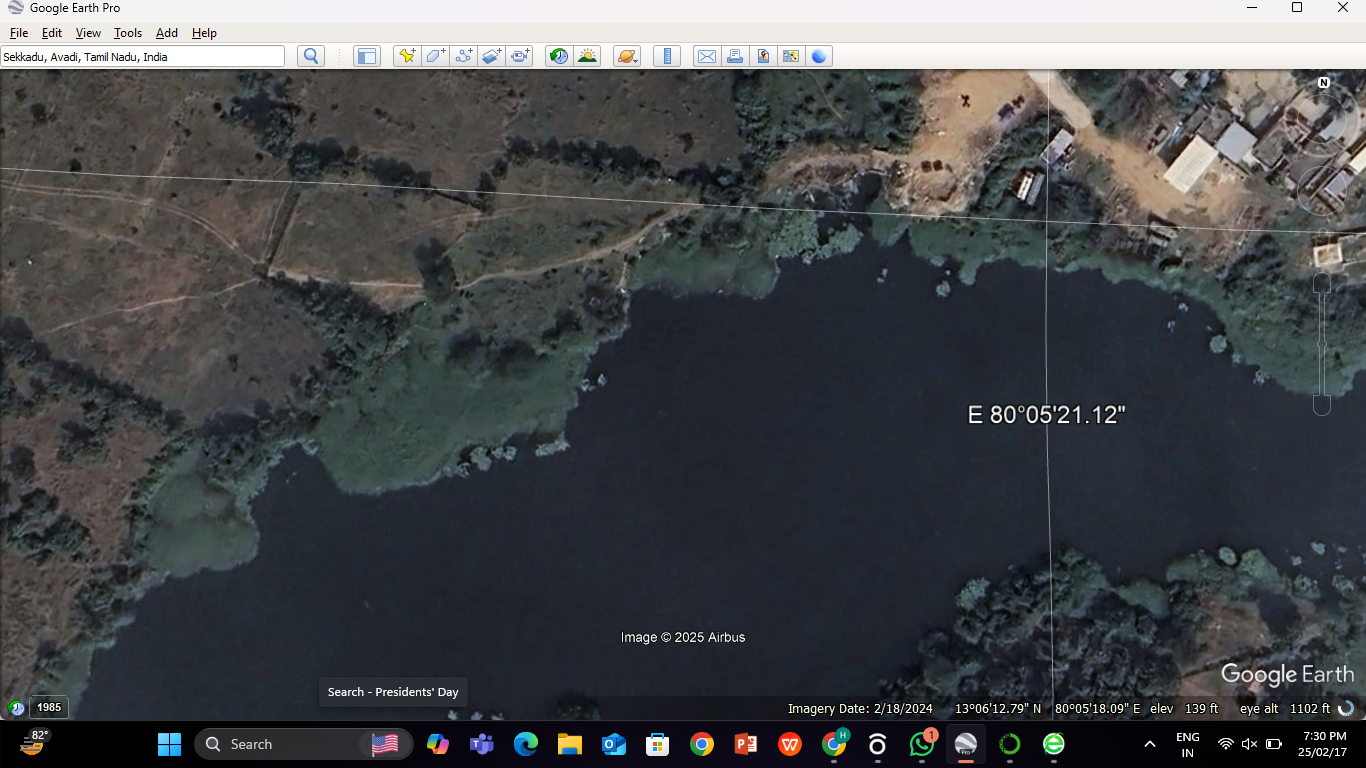 Google Earth Pro
File Edit View Tools Add Help
Sekkadu, Avadi, Tamil Nadu, India
N
E 80°05'21.12"
Image © 2025 Airbus
Google Earth
Search - Presidents' Day
1985
Imagery Date: 2/18/2024 13°06'12.79" N 80°05'18.09" E elev 139 ft eye alt 1102 ft
82°
Search
H
1
Pro
ENG
IN
7:30 PM
25/02/17